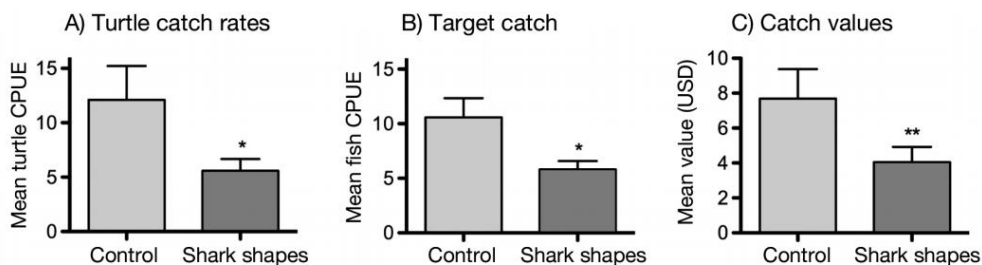 A) Turtle catch rates
Mean turtle CPUE
15
10
5
0
*
Control Shark shapes
B) Target catch
Mean fish CPUE
15
10
5
0
*
Control Shark shapes
C) Catch values
Mean value (USD)
10
8
6
4
2
0
**
Control Shark shapes